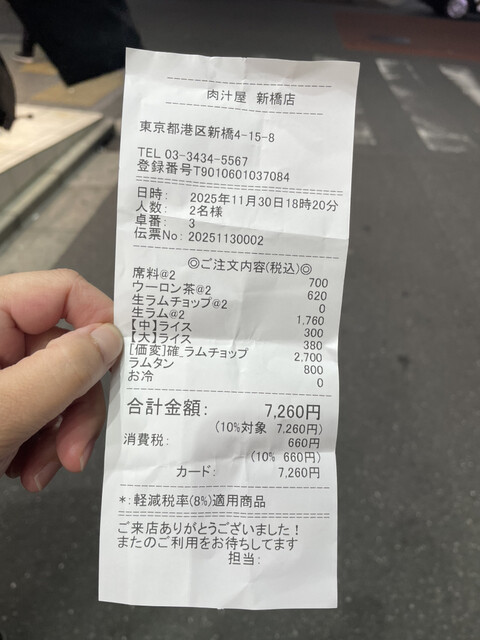 肉汁屋 新橋店
東京都港区新橋4-15-8
TEL 03-3434-5567
登録番号T9010601037084
日時: 2025年11月30日18時20分
人数: 2名様
卓番: 3
伝票No: 20251130002
◎ご注文内容(税込)◎
席料@2 700
ウーロン茶@2 620
生ラムチョップ@2 0
生ラム@2 1,760
【中】ライス 300
【大】ライス 380
[価変]確_ラムチョップ 2,700
ラムタン 800
お冷 0
合計金額: 7,260円
(10%対象 7,260円)
消費税: 660円
(10% 660円)
カード: 7,260円
*:軽減税率(8%)適用商品
ご来店ありがとうございました!
またのご利用をお待ちしてます
担当: